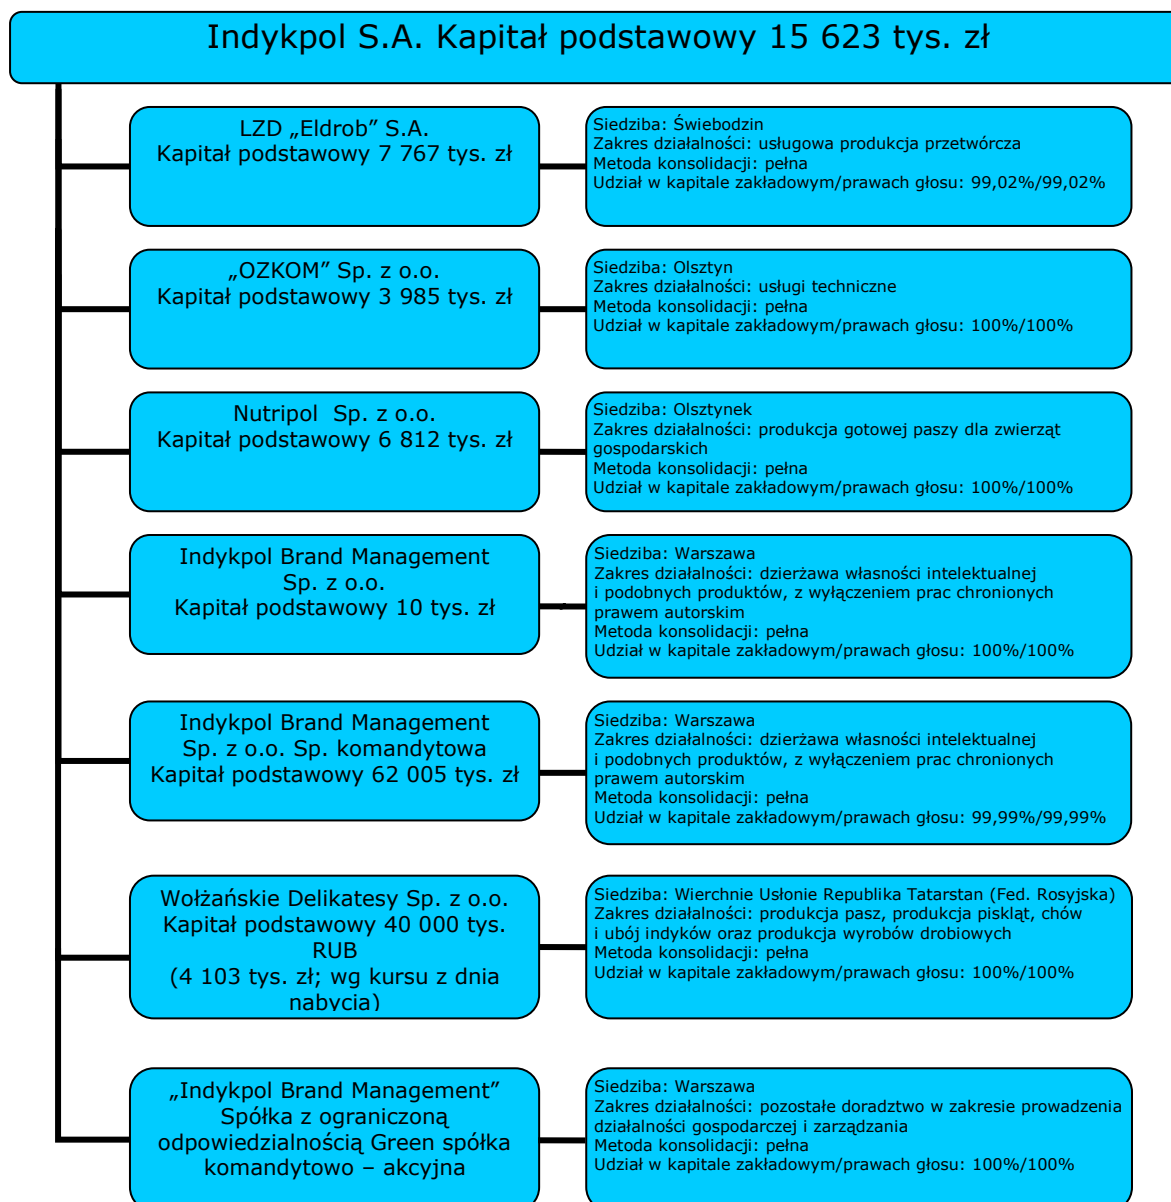 Indykpol S.A. Kapitał podstawowy 15 623 tys. zł
LZD „Eldrob” S.A.
Kapitał podstawowy 7 767 tys. zł
Siedziba: Świebodzin
Zakres działalności: usługowa produkcja przetwórcza
Metoda konsolidacji: pełna
Udział w kapitale zakładowym/prawach głosu: 99,02%/99,02%
„OZKOM” Sp. z o.o.
Kapitał podstawowy 3 985 tys. zł
Siedziba: Olsztyn
Zakres działalności: usługi techniczne
Metoda konsolidacji: pełna
Udział w kapitale zakładowym/prawach głosu: 100%/100%
Nutripol Sp. z o.o.
Kapitał podstawowy 6 812 tys. zł
Siedziba: Olsztynek
Zakres działalności: produkcja gotowej paszy dla zwierząt
gospodarskich
Metoda konsolidacji: pełna
Udział w kapitale zakładowym/prawach głosu: 100%/100%
Indykpol Brand Management
Sp. z o.o.
Kapitał podstawowy 10 tys. zł
Siedziba: Warszawa
Zakres działalności: dzierżawa własności intelektualnej
i podobnych produktów, z wyłączeniem prac chronionych
prawem autorskim
Metoda konsolidacji: pełna
Udział w kapitale zakładowym/prawach głosu: 100%/100%
Indykpol Brand Management
Sp. z o.o. Sp. komandytowa
Kapitał podstawowy 62 005 tys. zł
Siedziba: Warszawa
Zakres działalności: dzierżawa własności intelektualnej
i podobnych produktów, z wyłączeniem prac chronionych
prawem autorskim
Metoda konsolidacji: pełna
Udział w kapitale zakładowym/prawach głosu: 99,99%/99,99%
Wołżańskie Delikatesy Sp. z o.o.
Kapitał podstawowy 40 000 tys.
RUB
(4 103 tys. zł; wg kursu z dnia
nabycia)
Siedziba: Wierchnie Usłonie Republika Tatarstan (Fed. Rosyjska)
Zakres działalności: produkcja pasz, produkcja piskląt, chów
i ubój indyków oraz produkcja wyrobów drobiowych
Metoda konsolidacji: pełna
Udział w kapitale zakładowym/prawach głosu: 100%/100%
„Indykpol Brand Management”
Spółka z ograniczoną
odpowiedzialnością Green spółka
komandytowo – akcyjna
Siedziba: Warszawa
Zakres działalności: pozostałe doradztwo w zakresie prowadzenia
działalności gospodarczej i zarządzania
Metoda konsolidacji: pełna
Udział w kapitale zakładowym/prawach głosu: 100%/100%